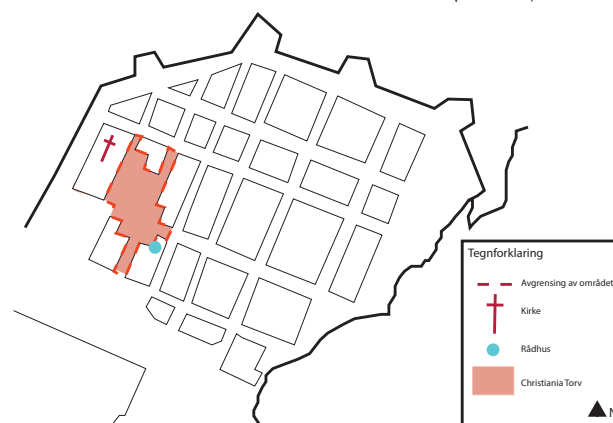 Tegnforklaring
Avgrensing av området
Kirke
Rådhus
Christiania Torv
N